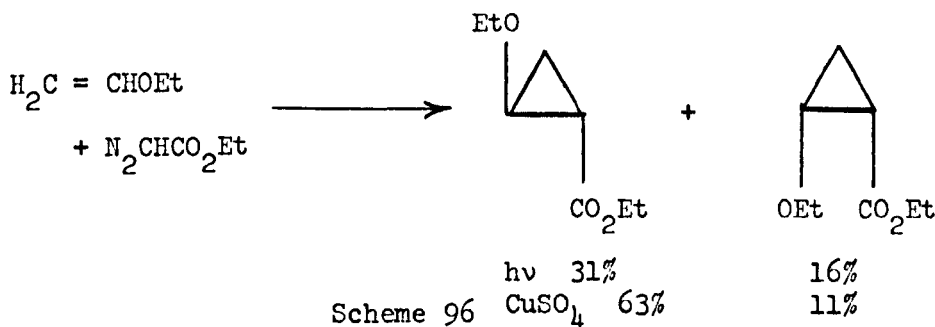 EtO
H₂C = CHOEt
+ N₂CHCO₂Et
+
CO₂Et
OEt CO₂Et
hν 31% 16%
Scheme 96 CuSO₄ 63% 11%